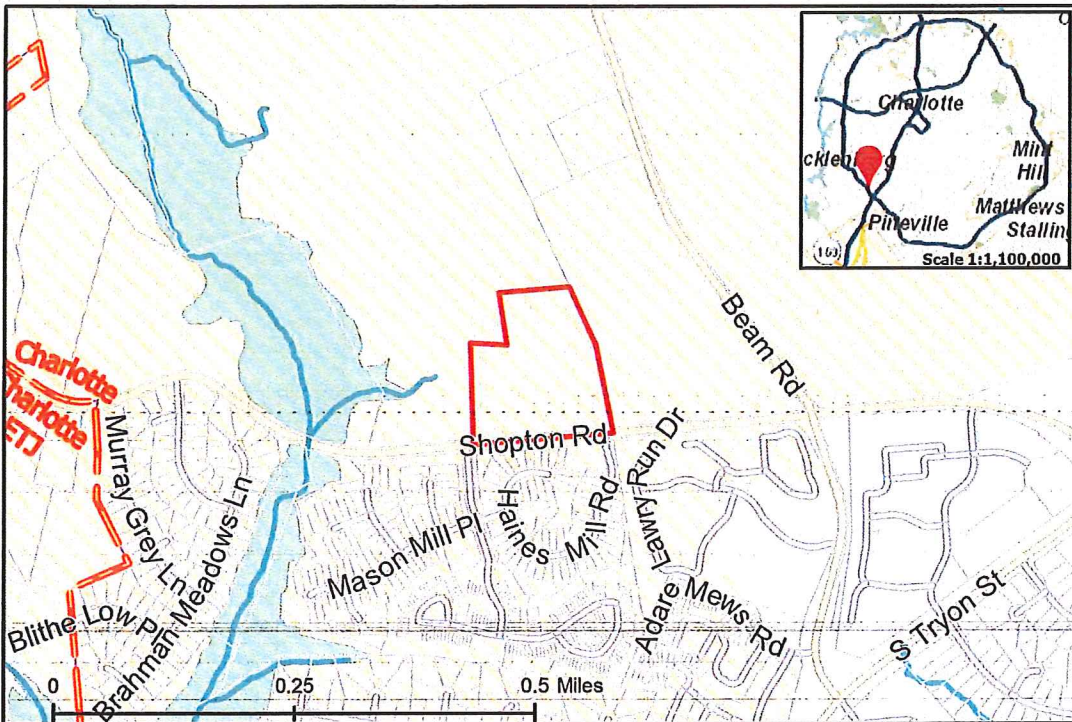 Charlotte
cklenburg
Mint
Hill
Matthews
Stalling
Pineville
Scale 1:1,100,000
Beam Rd
Charlotte
Charlotte
ETJ
Shopton Rd
Murray Grey Ln
Haines
Mill Rd
Lawry Run Dr
Mason Mill Pl
Brahman Meadows Ln
Blithe Low Pl
Adare
Mews Rd
S Tryon St
0
0.25
0.5 Miles